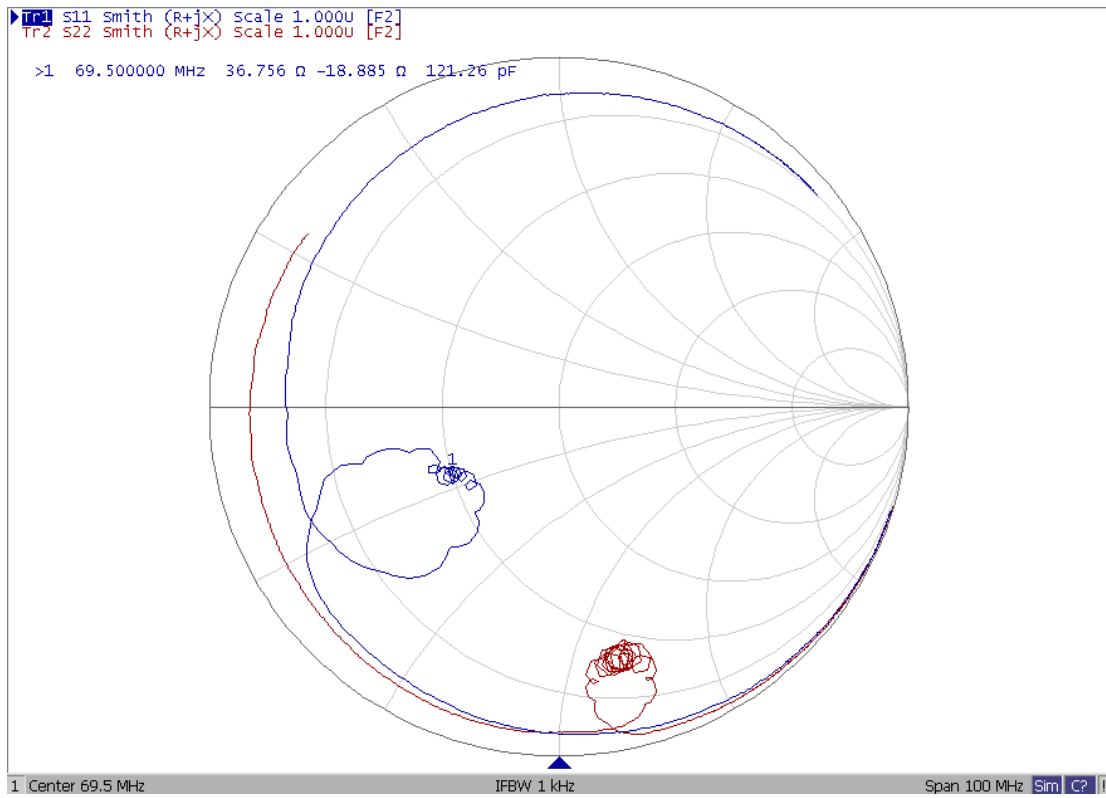 Tr1 S11 Smith (R+jX) Scale 1.000U [F2]
Tr2 S22 Smith (R+jX) Scale 1.000U [F2]
>1 69.500000 MHz 36.756 Ω -18.885 Ω 121.26 pF
1
1 Center 69.5 MHz IFBW 1 kHz Span 100 MHz Sim C? !